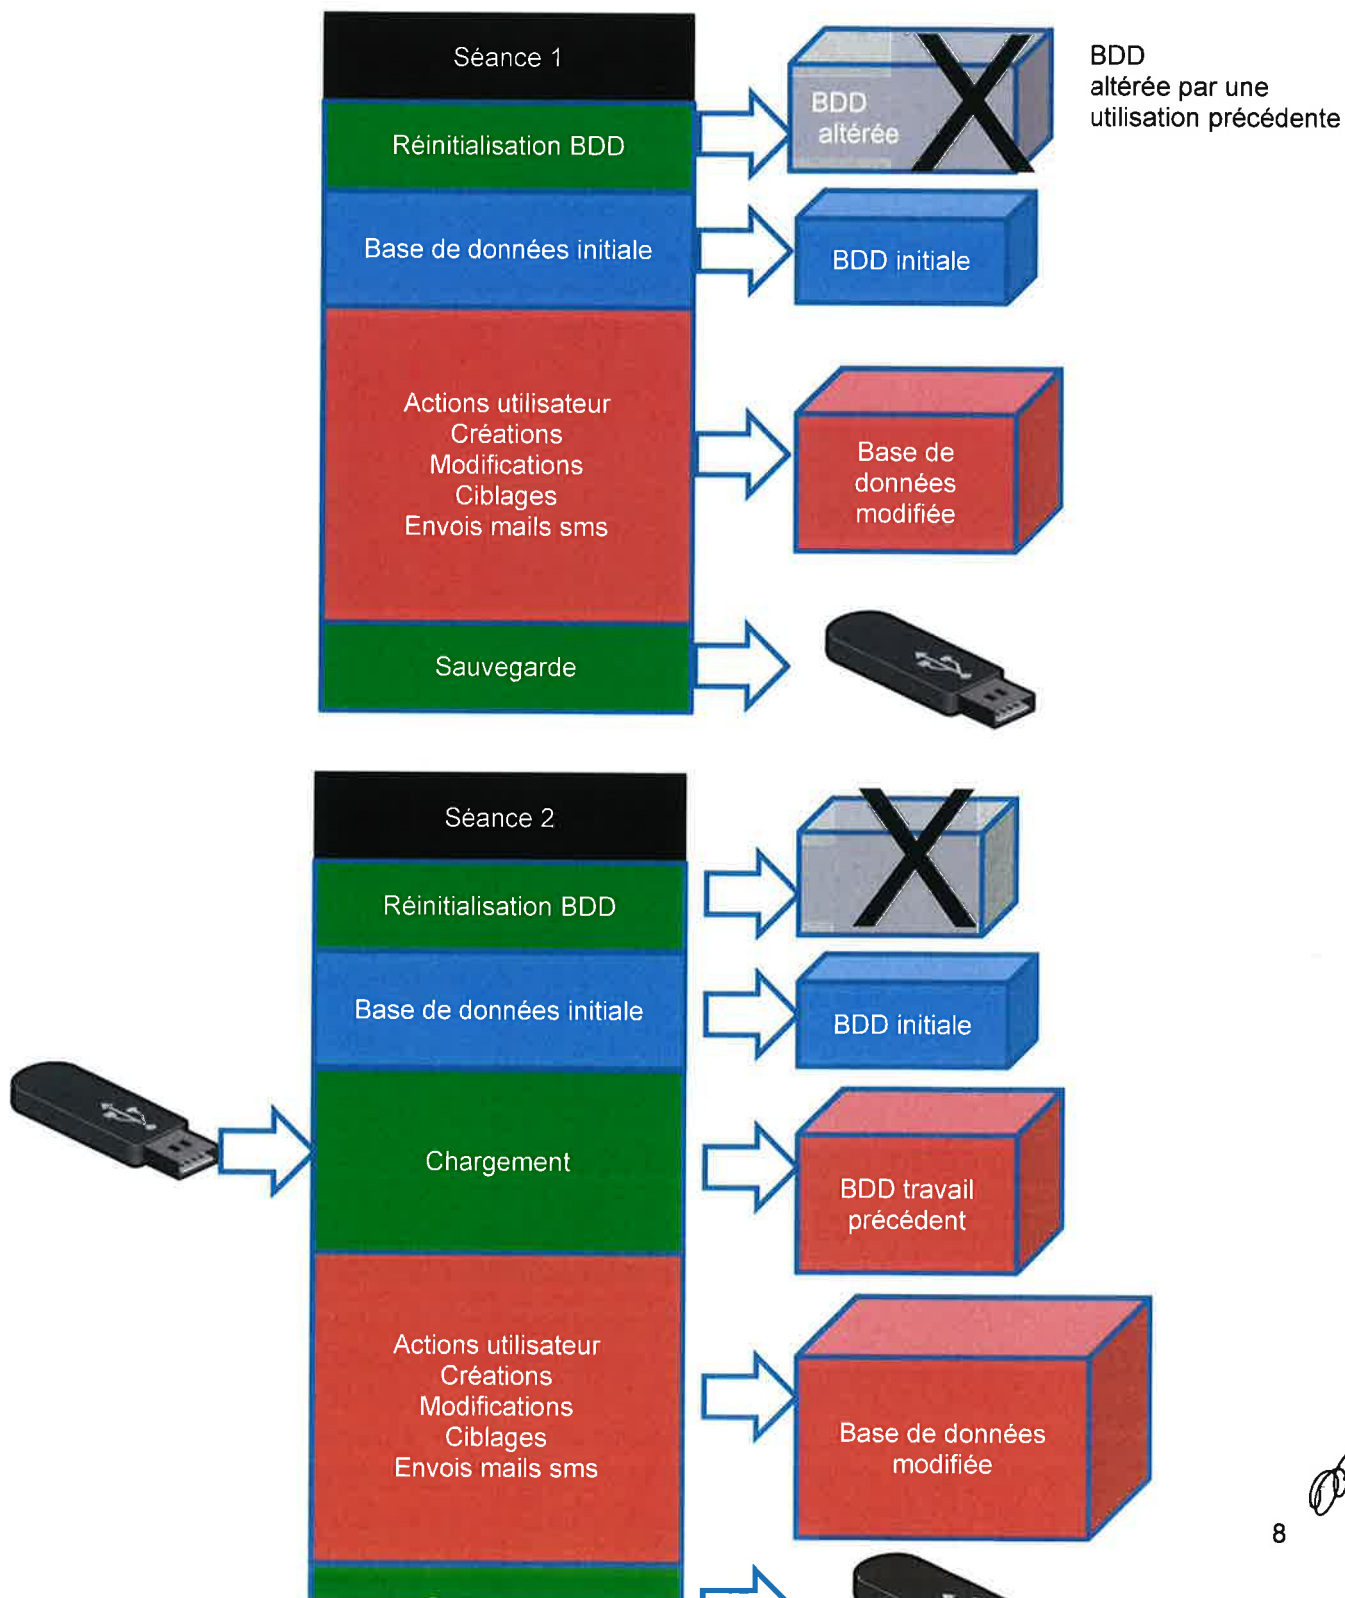 Séance 1
BDD
altérée
BDD
altérée par une
utilisation précédente
Réinitialisation BDD
Base de données initiale
BDD initiale
Actions utilisateur
Créations
Modifications
Ciblages
Envois mails sms
Base de
données
modifiée
Sauvegarde
Séance 2
Réinitialisation BDD
Base de données initiale
BDD initiale
Chargement
BDD travail
précédent
Actions utilisateur
Créations
Modifications
Ciblages
Envois mails sms
Base de données
modifiée
8